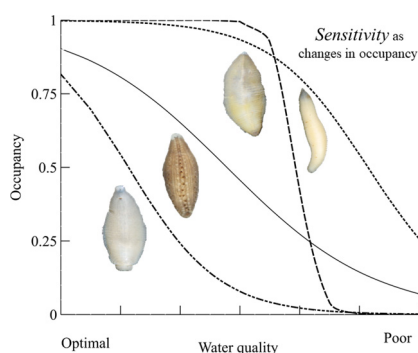 Sensitivity as
changes in occupancy
1
0.75
0.5
0.25
0
Occupancy
Optimal
Water quality
Poor